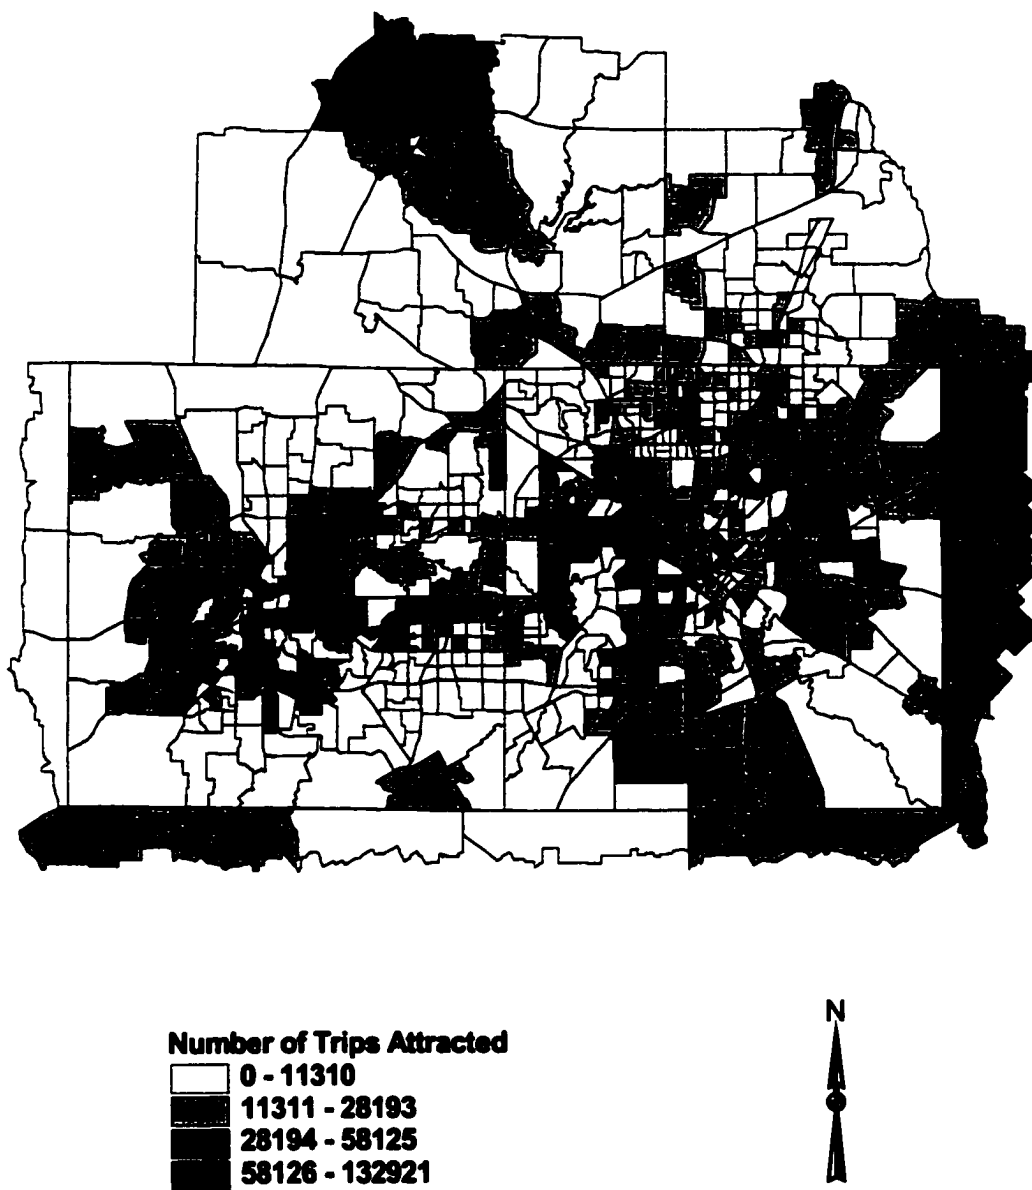 N
Number of Trips Attracted
0 - 11310
11311 - 28193
28194 - 58125
58126 - 132921